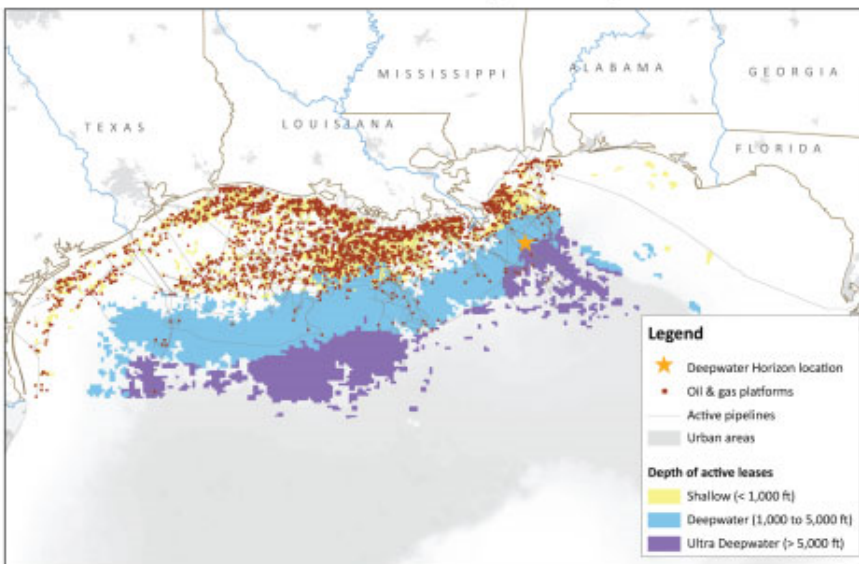 MISSISSIPPI
ALABAMA
GEORGIA
TEXAS
LOUISIANA
FLORIDA
Legend
Deepwater Horizon location
Oil & gas platforms
Active pipelines
Urban areas
Depth of active leases
Shallow (< 1,000 ft)
Deepwater (1,000 to 5,000 ft)
Ultra Deepwater (> 5,000 ft)